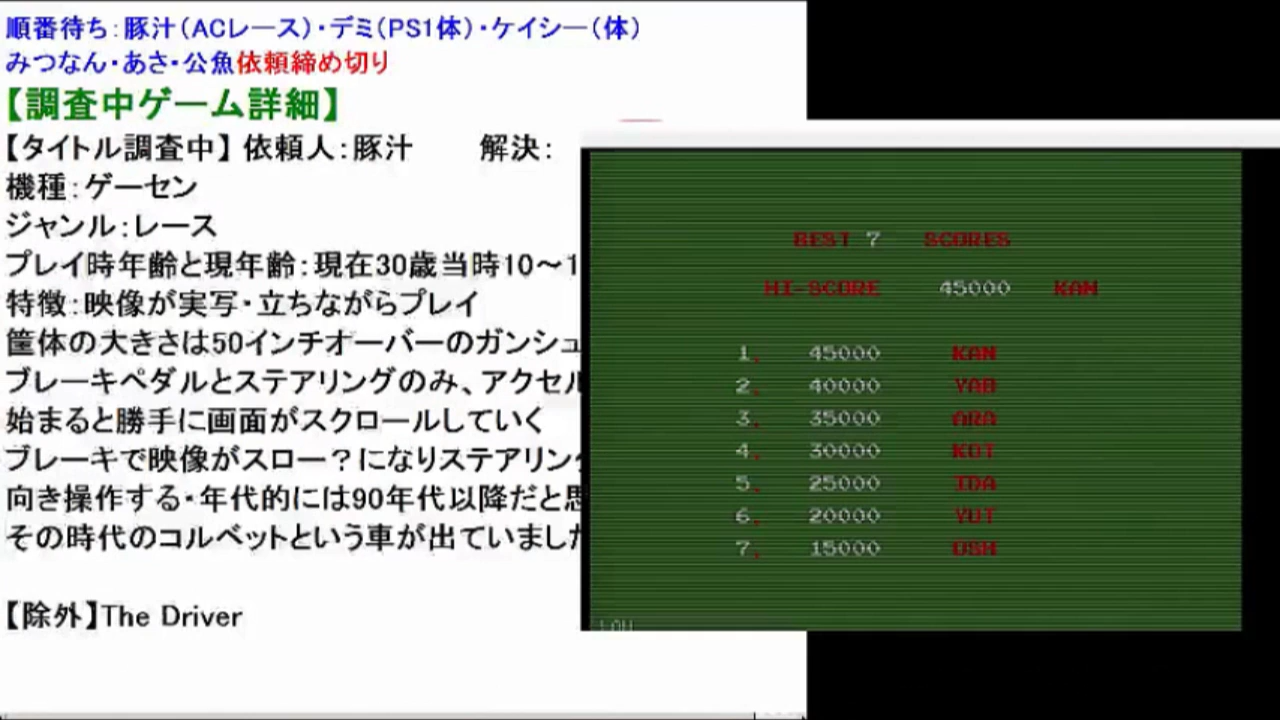 順番待ち：豚汁（ACレース）・デミ（PS1体）・ケイシー（体）
みつなん・あさ・公魚依頼締め切り
【調査中ゲーム詳細】
【タイトル調査中】依頼人：豚汁　　解決：
機種：ゲーセン
ジャンル：レース
プレイ時年齢と現年齢：現在30歳当時10～1
特徴：映像が実写・立ちながらプレイ
筐体の大きさは50インチオーバーのガンシュ
ブレーキペダルとステアリングのみ、アクセル
始まると勝手に画面がスクロールしていく
ブレーキで映像がスロー？になりステアリング
向き操作する・年代的には90年代以降だと思
その時代のコルベットという車が出ていました
【除外】The Driver
BEST 7 SCORES
HI-SCORE 45000 KAN
1. 45000 KAN
2. 40000 YAB
3. 35000 ARA
4. 30000 KOT
5. 25000 IDA
6. 20000 YUT
7. 15000 OSH